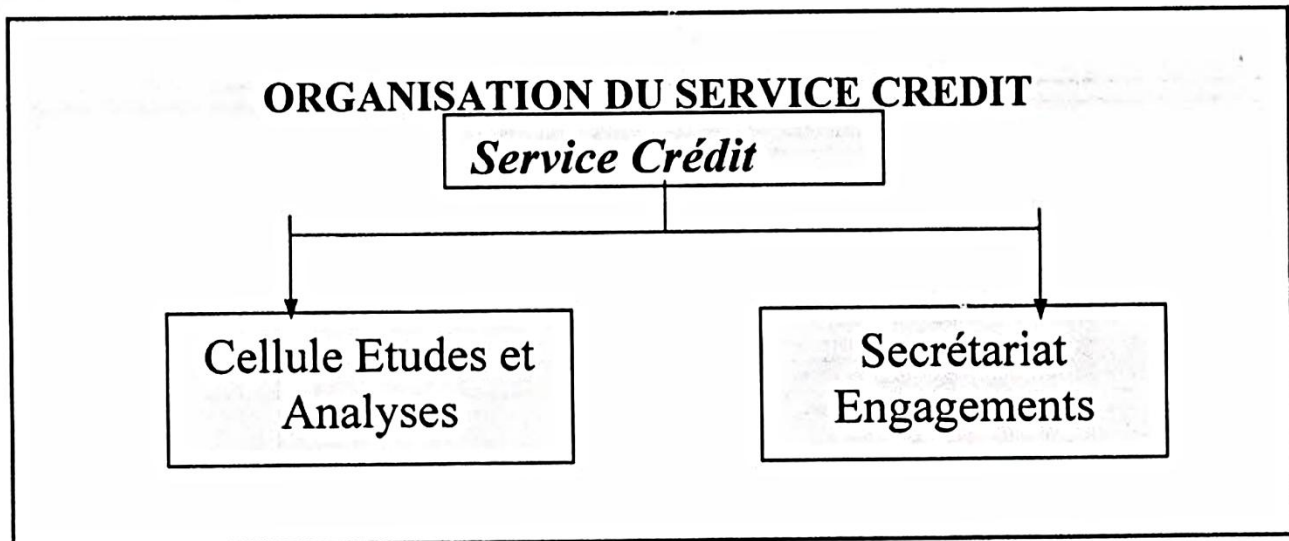 ORGANISATION DU SERVICE CREDIT
Service Crédit
Cellule Etudes et
Analyses
Secrétariat
Engagements